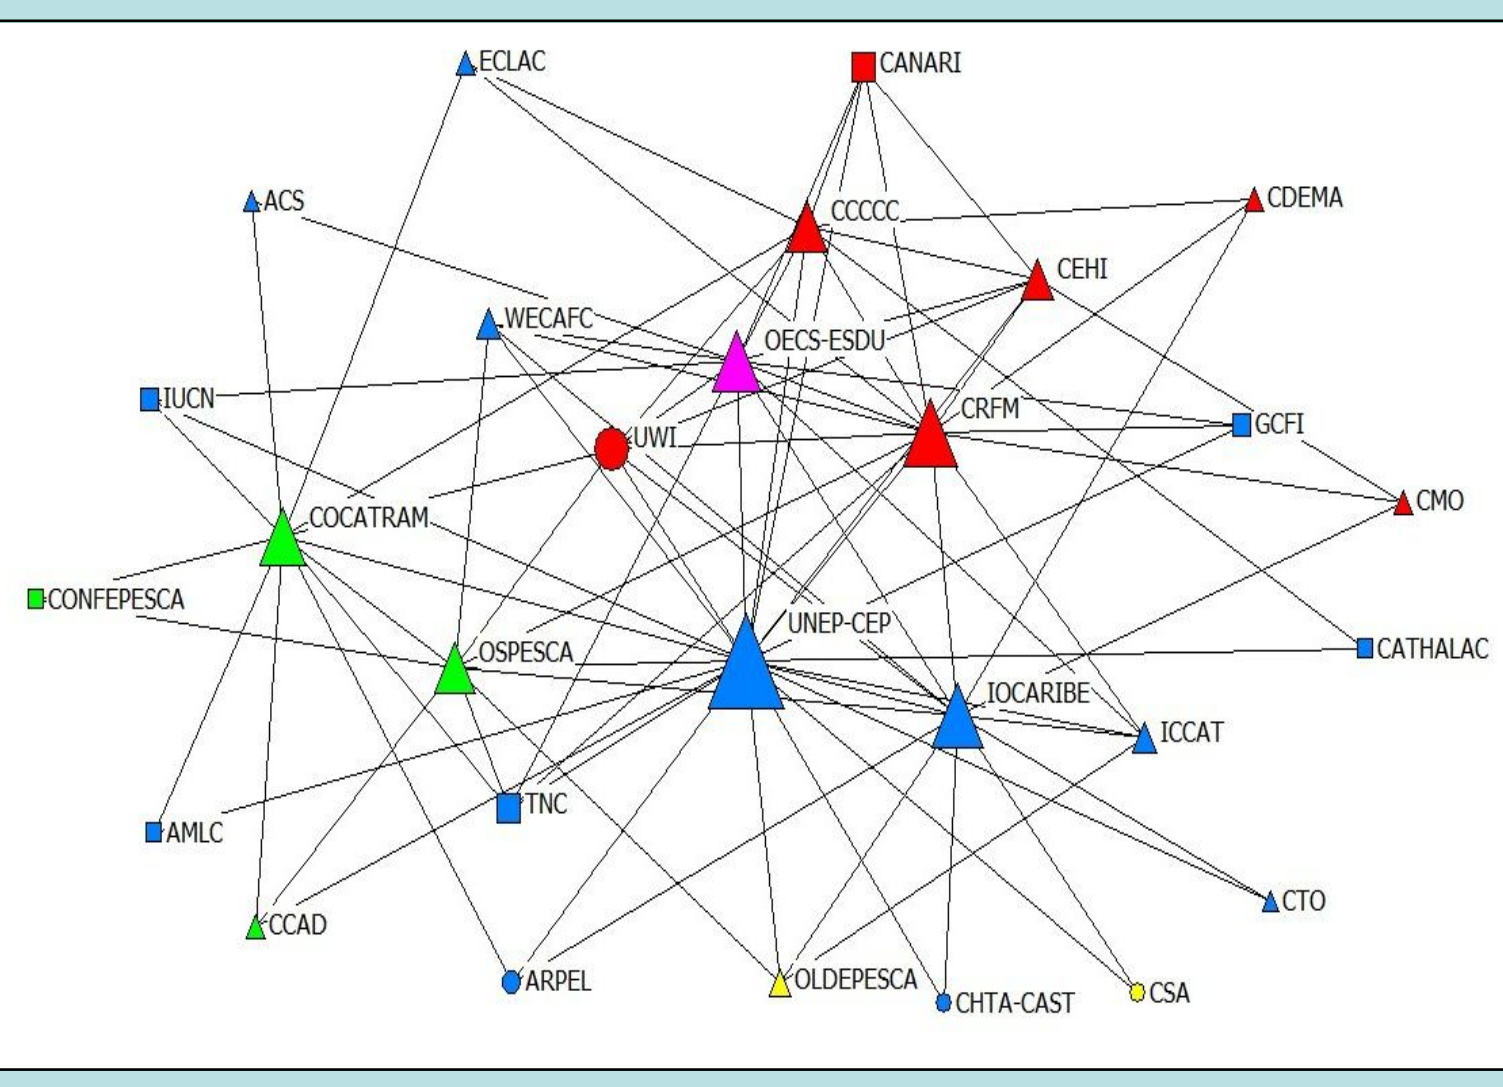 ECLAC
CANARI
ACS
CDEMA
CCCCC
CEHI
WECAFC
OECS-ESDU
IUCN
CRFM
GCFI
UWI
CMO
COCATRAM
CONFEPESCA
UNEP-CEP
OSPESCA
CATHALAC
IOCARIBE
ICCAT
TNC
AMLC
CTO
CCAD
ARPEL
OLDEPESCA
CSA
CHTA-CAST